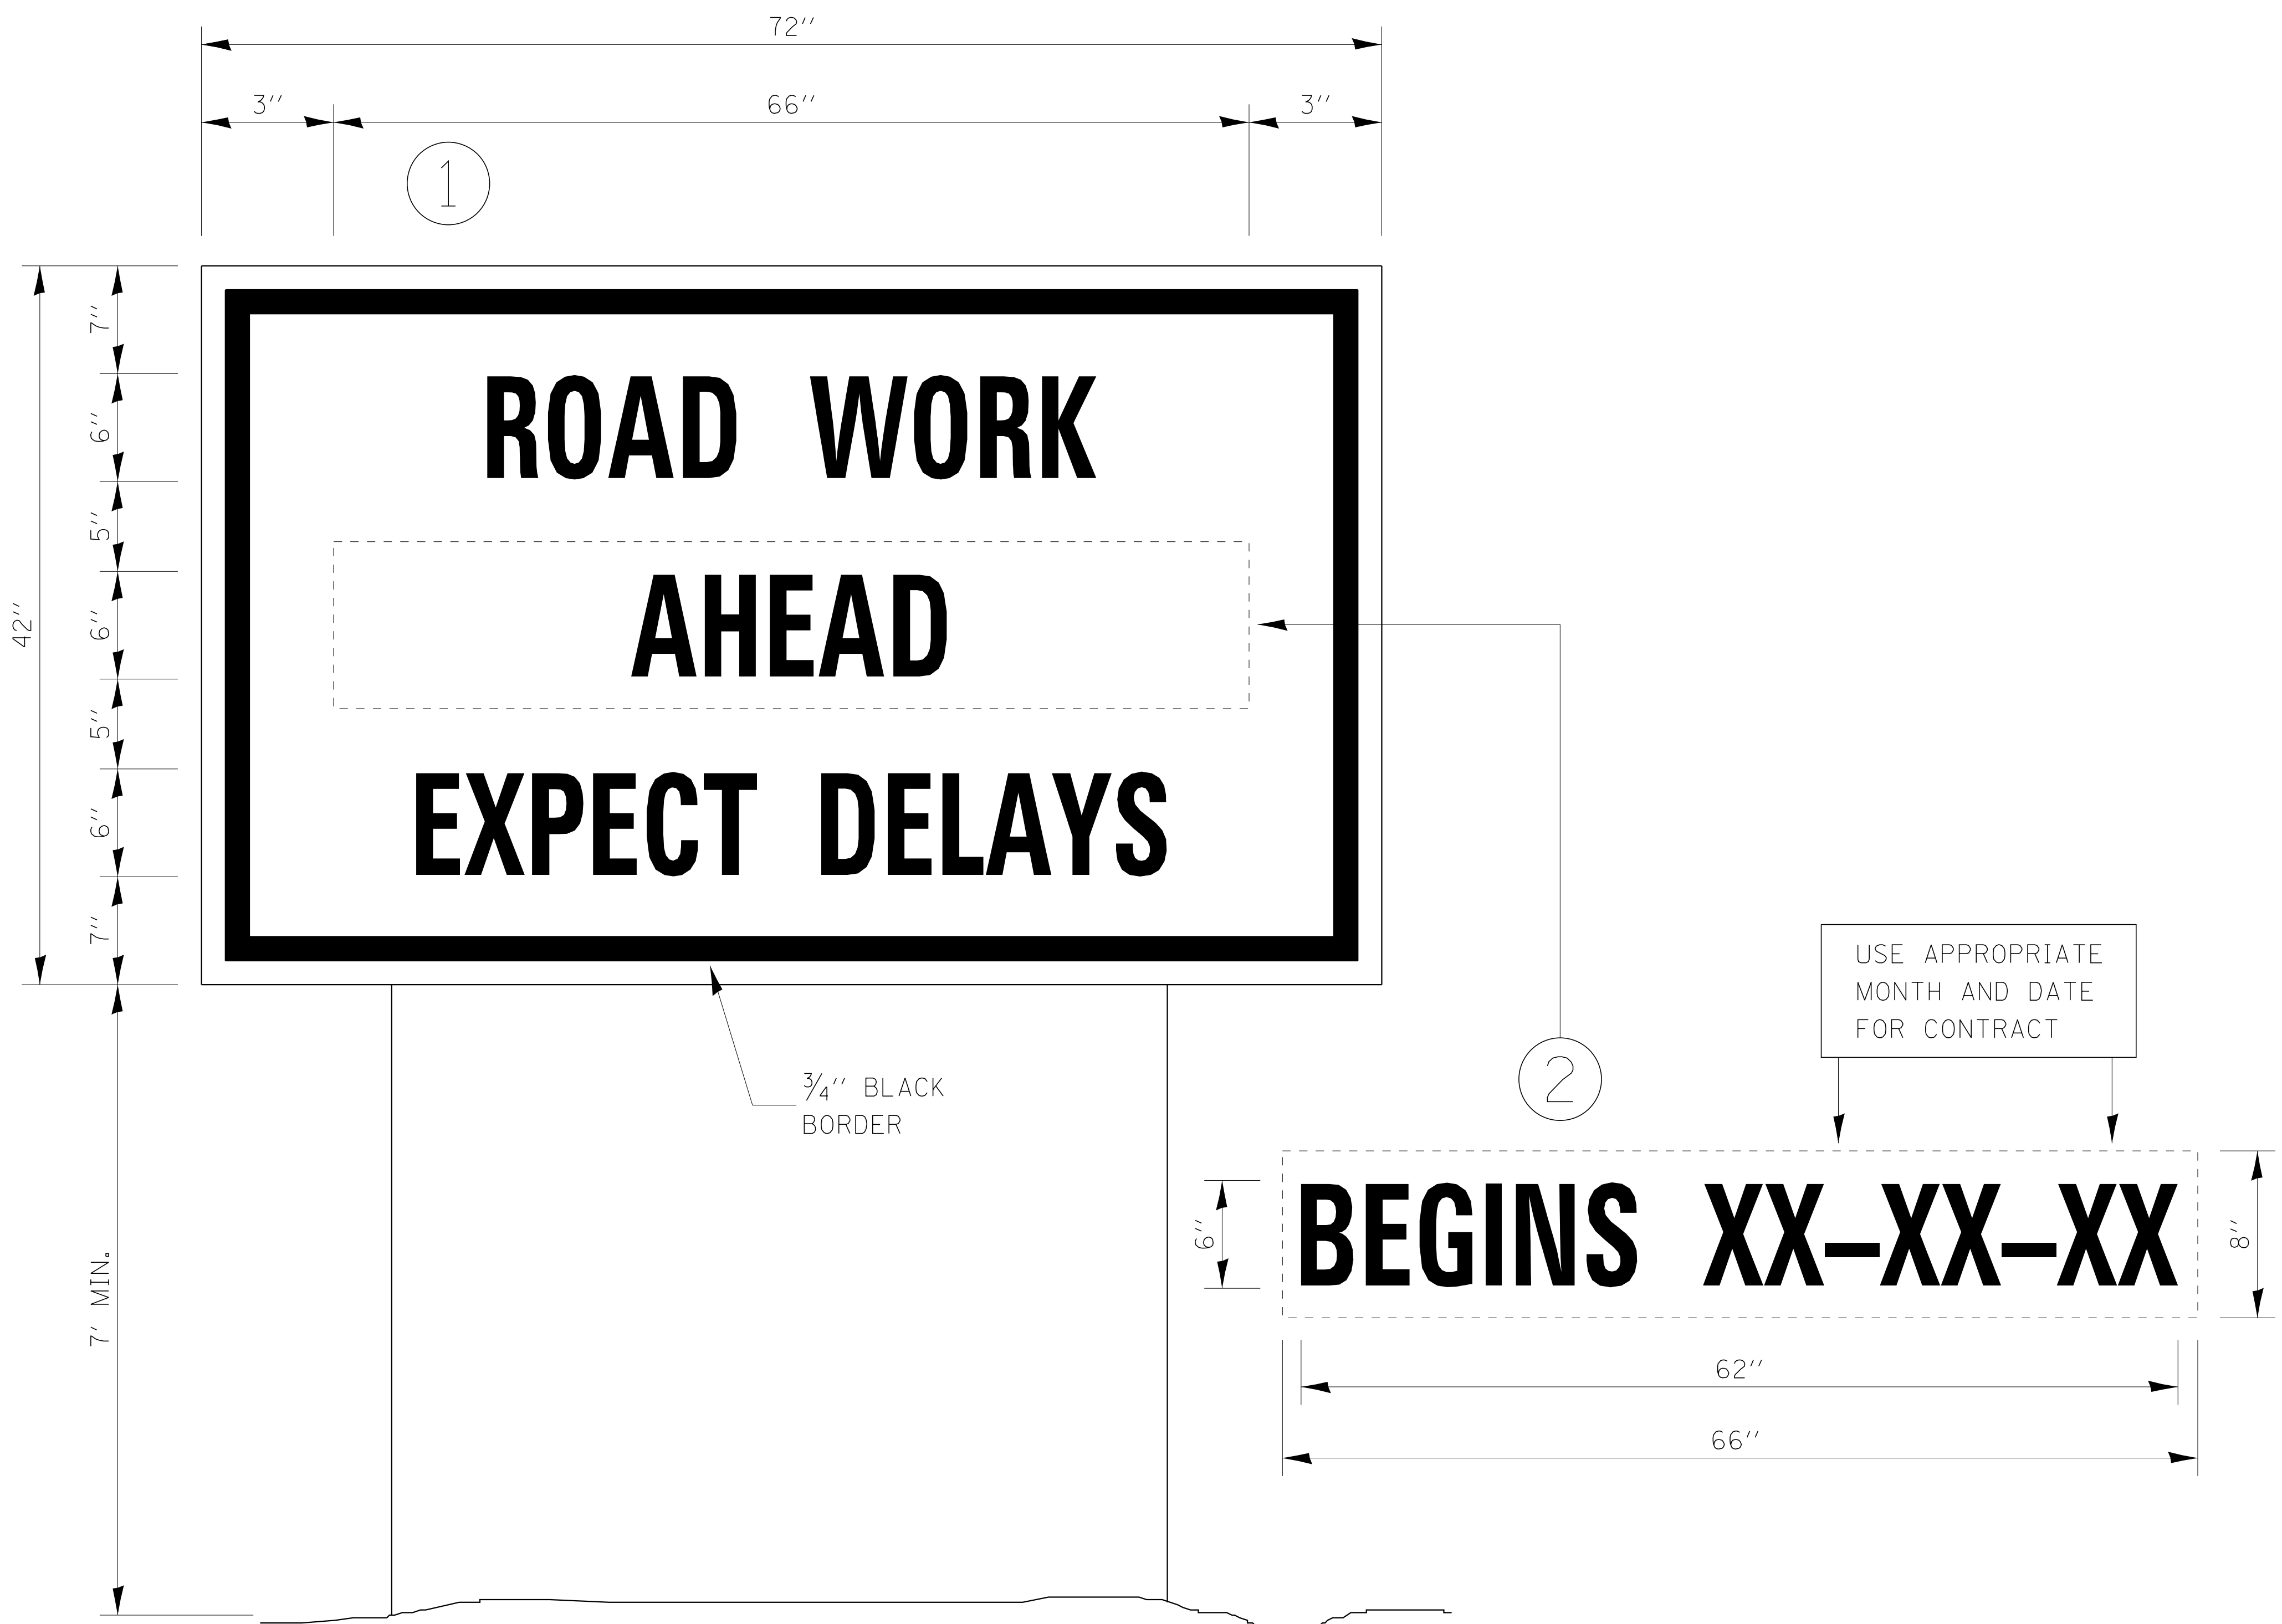 72''
3'' 66'' 3''
1
7''
6''
5''
6''
5''
6''
7''
42''
ROAD WORK
AHEAD
EXPECT DELAYS
3/4'' BLACK
BORDER
7' MIN.
2
USE APPROPRIATE
MONTH AND DATE
FOR CONTRACT
6''
BEGINS XX-XX-XX
8''
62''
66''